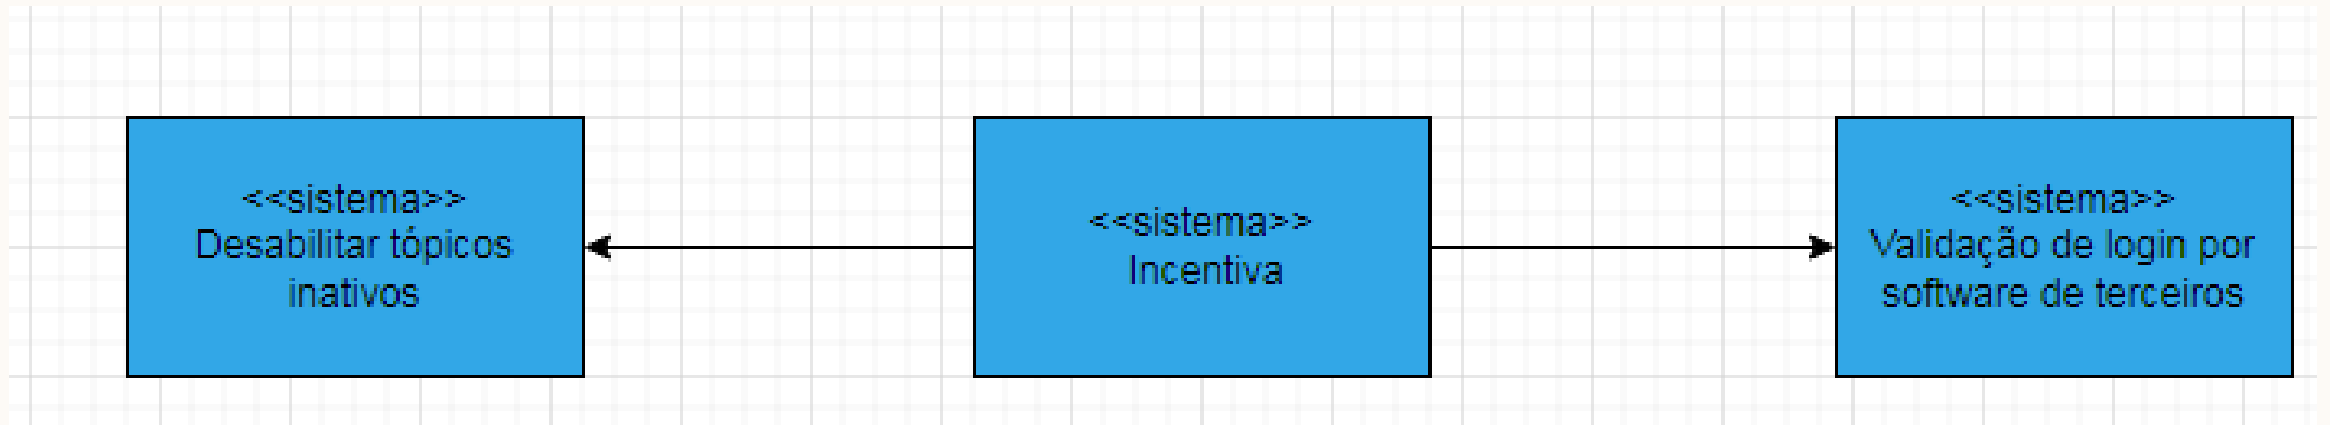 <<sistema>>
Desabilitar tópicos
inativos
<<sistema>>
Incentiva
<<sistema>>
Validação de login por
software de terceiros